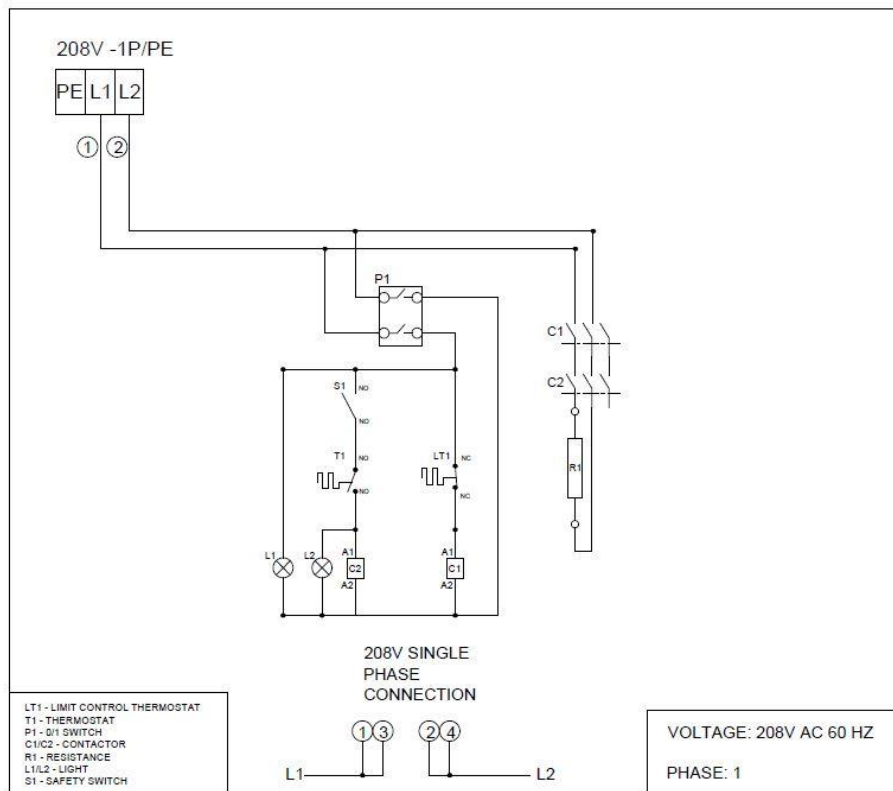 208V -1P/PE
PE L1 L2
1 2
P1
C1
S1 NO
C2
NO
T1 NO LT1 NC
R1
NO NC
L1 L2 A1 C2 A2 A1 C1 A2
208V SINGLE
PHASE
CONNECTION
1 3 2 4
L1 L2
LT1 - LIMIT CONTROL THERMOSTAT
T1 - THERMOSTAT
P1 - 0/1 SWITCH
C1/C2 - CONTACTOR
R1 - RESISTANCE
L1/L2 - LIGHT
S1 - SAFETY SWITCH
VOLTAGE: 208V AC 60 HZ
PHASE: 1